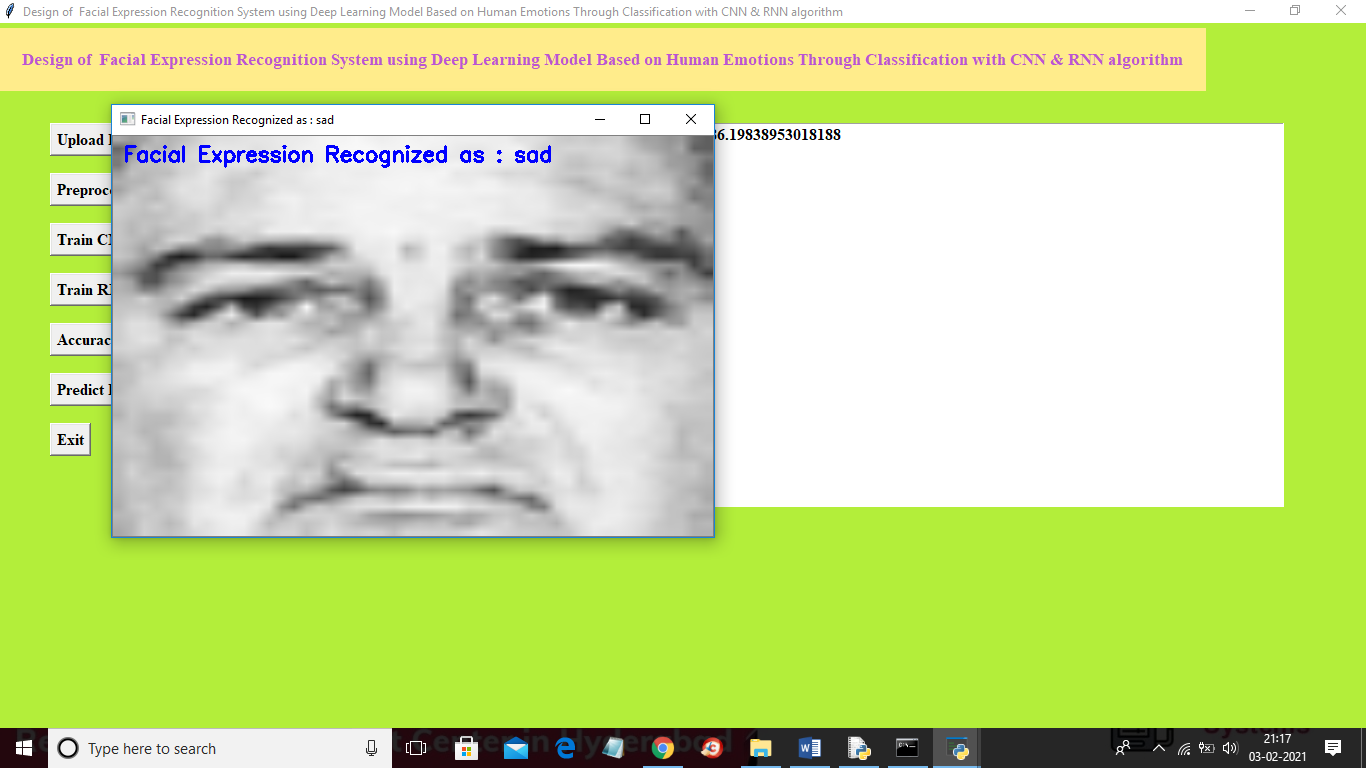 Design of Facial Expression Recognition System using Deep Learning Model Based on Human Emotions Through Classification with CNN & RNN algorithm
Design of Facial Expression Recognition System using Deep Learning Model Based on Human Emotions Through Classification with CNN & RNN algorithm
Facial Expression Recognized as : sad
Facial Expression Recognized as : sad
Upload
6.19838953018188
Preproc
Train C
Train R
Accurac
Predict
Exit
Type here to search
21:17
03-02-2021